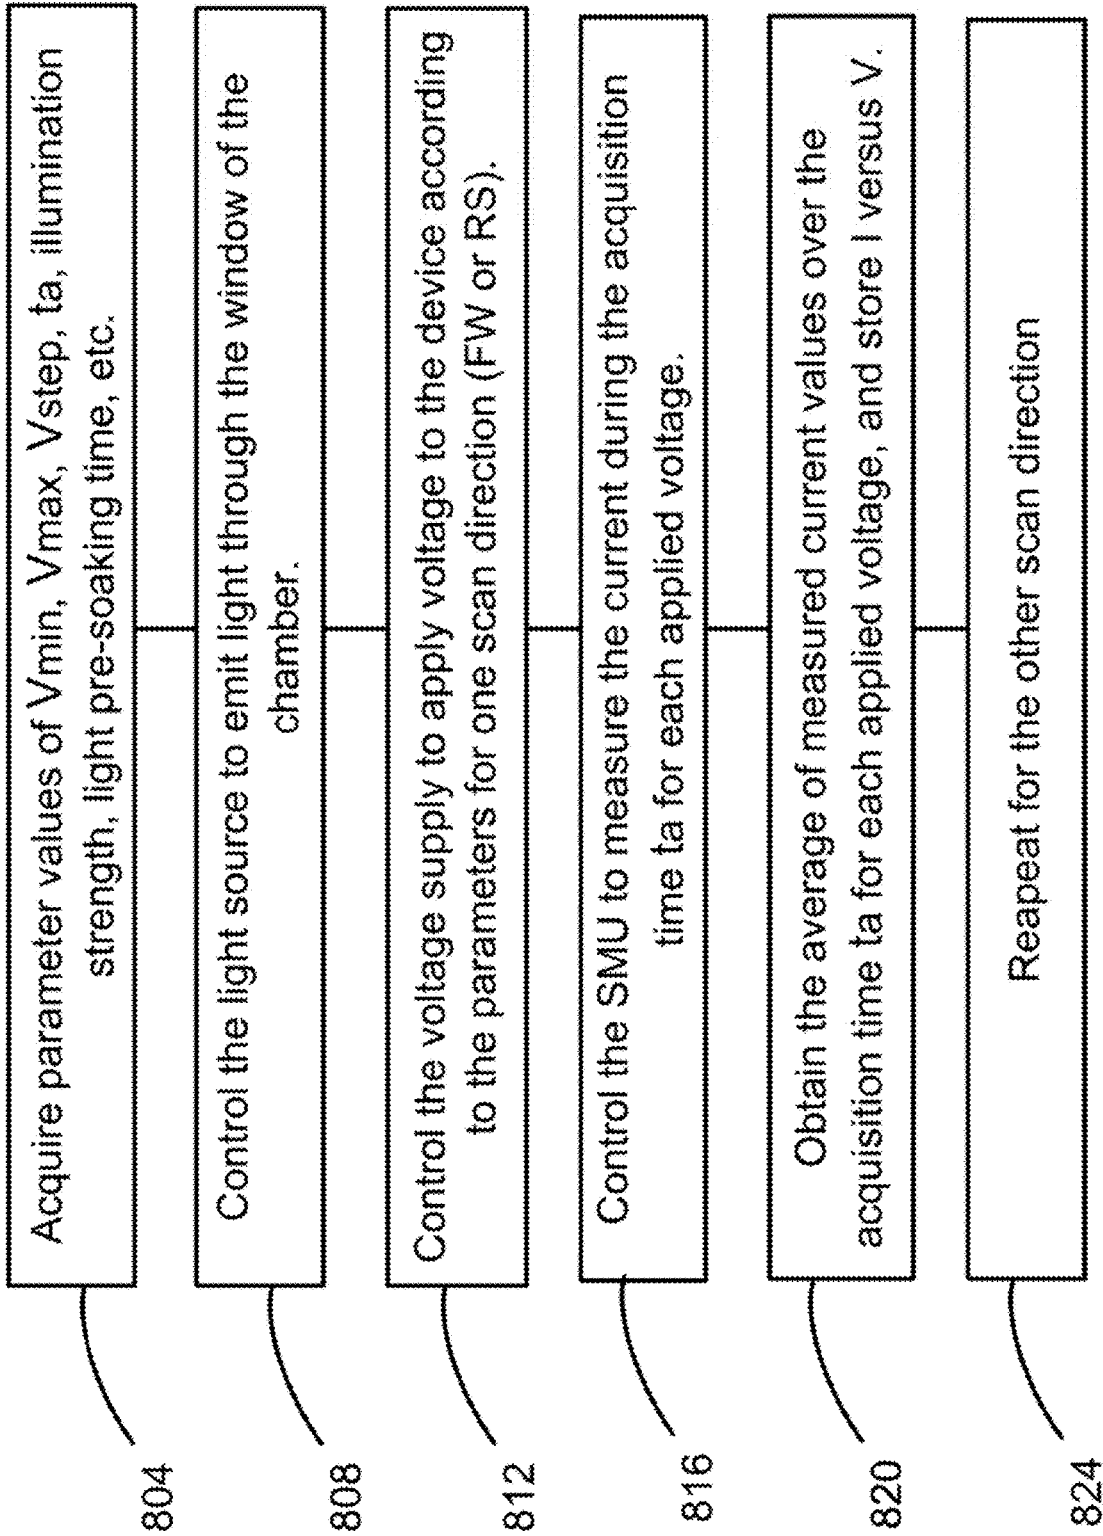 804
Acquire parameter values of Vmin, Vmax, Vstep, ta, illumination
strength, light pre-soaking time, etc.
808
Control the light source to emit light through the window of the
chamber.
812
Control the voltage supply to apply voltage to the device according
to the parameters for one scan direction (FW or RS).
816
Control the SMU to measure the current during the acquisition
time ta for each applied voltage.
820
Obtain the average of measured current values over the
acquisition time ta for each applied voltage, and store I versus V.
824
Reapeat for the other scan direction